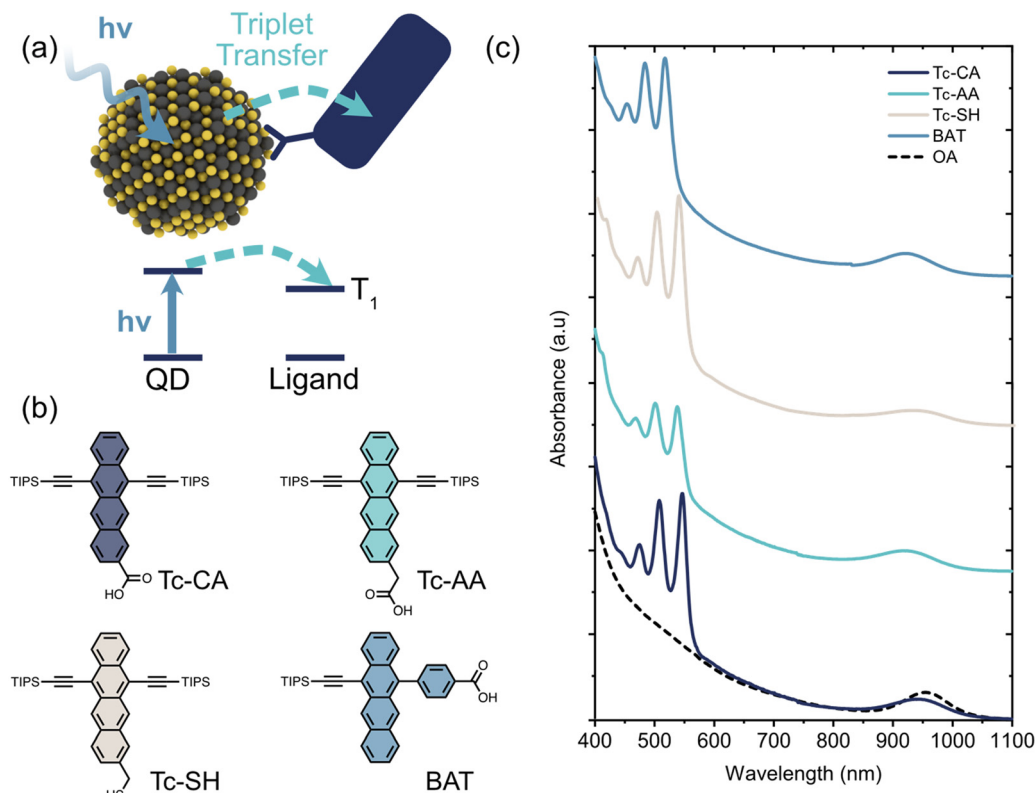 (a)
hν
Triplet
Transfer
hν
T1
QD
Ligand
(b)
TIPS
TIPS
HO
O
Tc-CA
TIPS
TIPS
O
OH
Tc-AA
TIPS
TIPS
Tc-SH
TIPS
O
OH
BAT
(c)
Tc-CA
Tc-AA
Tc-SH
BAT
OA
Absorbance (a.u)
400 500 600 700 800 900 1000 1100
Wavelength (nm)